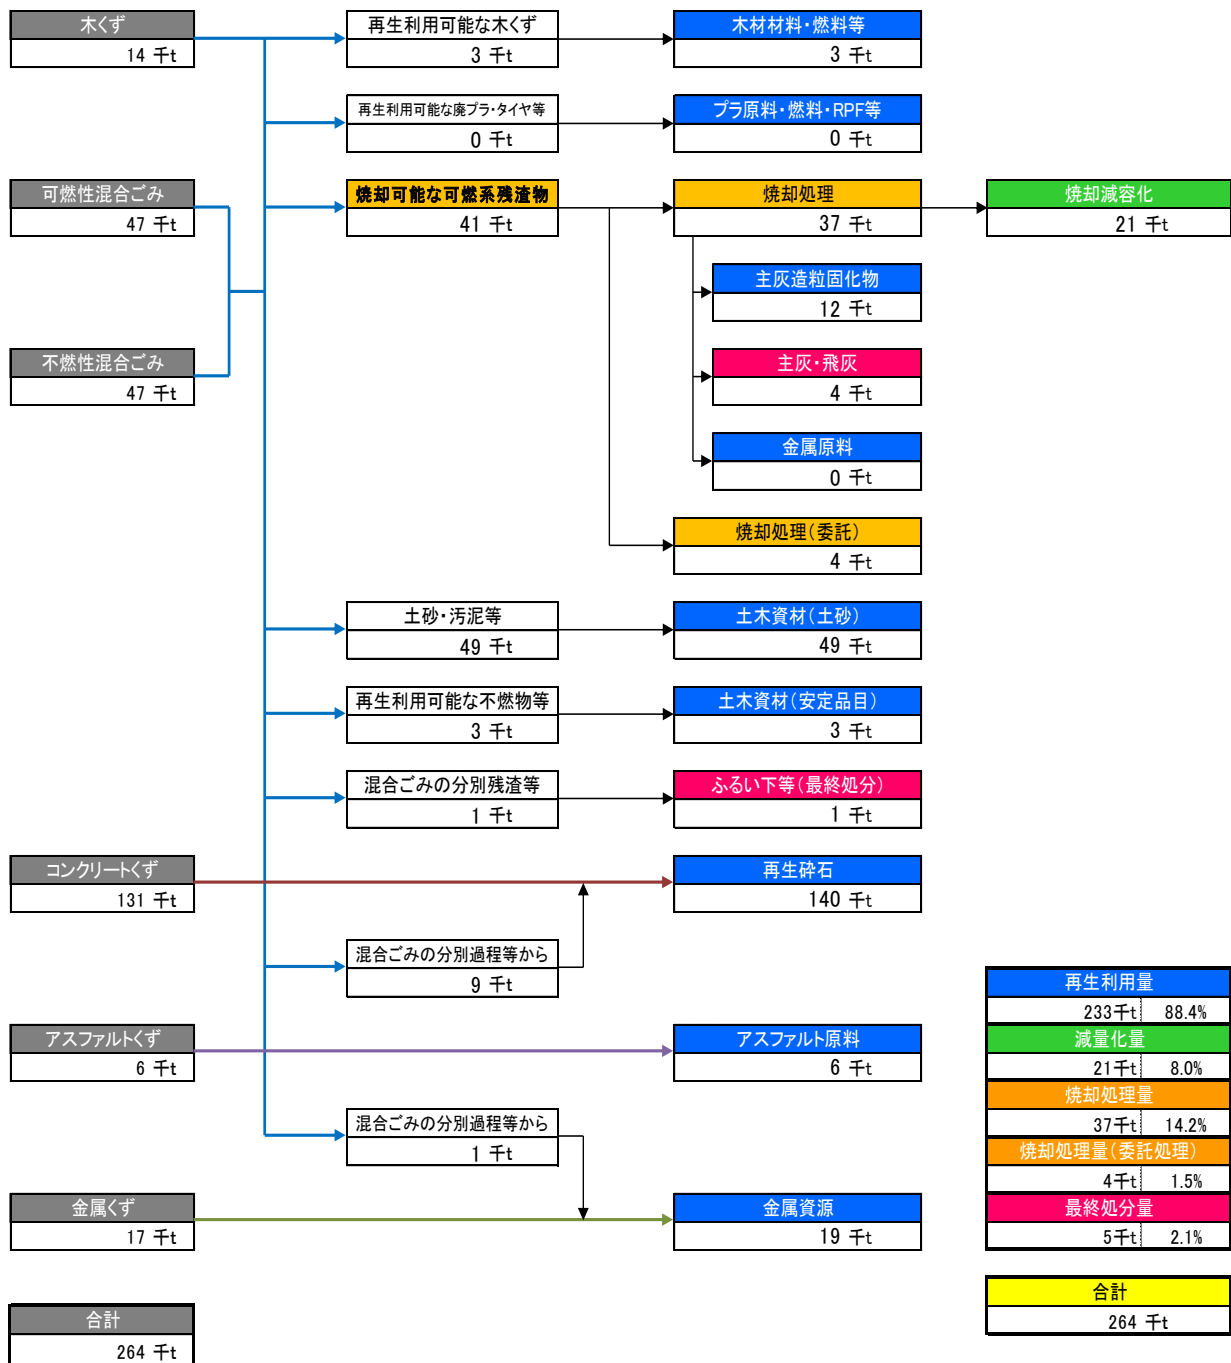 木くず
14 千t
再生利用可能な木くず
3 千t
木材材料・燃料等
3 千t
再生利用可能な廃プラ・タイヤ等
0 千t
プラ原料・燃料・RPF等
0 千t
可燃性混合ごみ
47 千t
焼却可能な可燃系残渣物
41 千t
焼却処理
37 千t
焼却減容化
21 千t
主灰造粒固化物
12 千t
不燃性混合ごみ
47 千t
主灰・飛灰
4 千t
金属原料
0 千t
焼却処理(委託)
4 千t
土砂・汚泥等
49 千t
土木資材(土砂)
49 千t
再生利用可能な不燃物等
3 千t
土木資材(安定品目)
3 千t
混合ごみの分別残渣等
1 千t
ふるい下等(最終処分)
1 千t
コンクリートくず
131 千t
再生砕石
140 千t
混合ごみの分別過程等から
9 千t
アスファルトくず
6 千t
アスファルト原料
6 千t
混合ごみの分別過程等から
1 千t
金属くず
17 千t
金属資源
19 千t
合計
264 千t
再生利用量
233千t 88.4%
減量化量
21千t 8.0%
焼却処理量
37千t 14.2%
焼却処理量(委託処理)
4千t 1.5%
最終処分量
5千t 2.1%
合計
264 千t